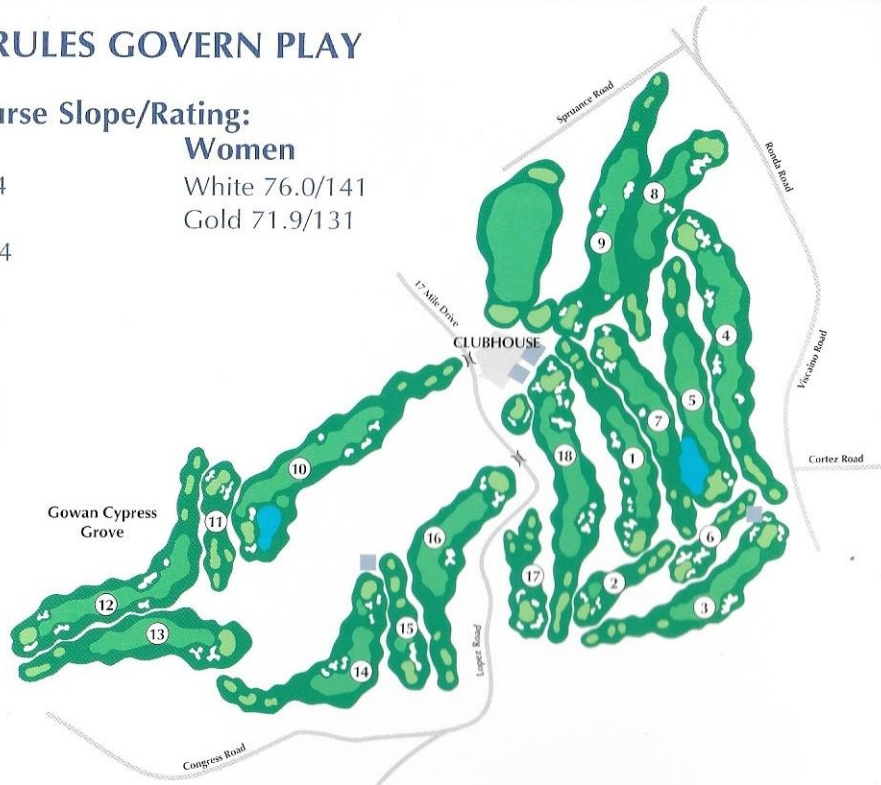 RULES GOVERN PLAY
urse Slope/Rating:
Women
4
White 76.0/141
Gold 71.9/131
4
Spruance Road
Ronda Road
8
9
17 Mile Drive
CLUBHOUSE
4
Viscaino Road
5
7
10
18
1
Cortez Road
Gowan Cypress
Grove
11
16
6
17
2
12
3
13
15
14
Lopez Road
Congress Road